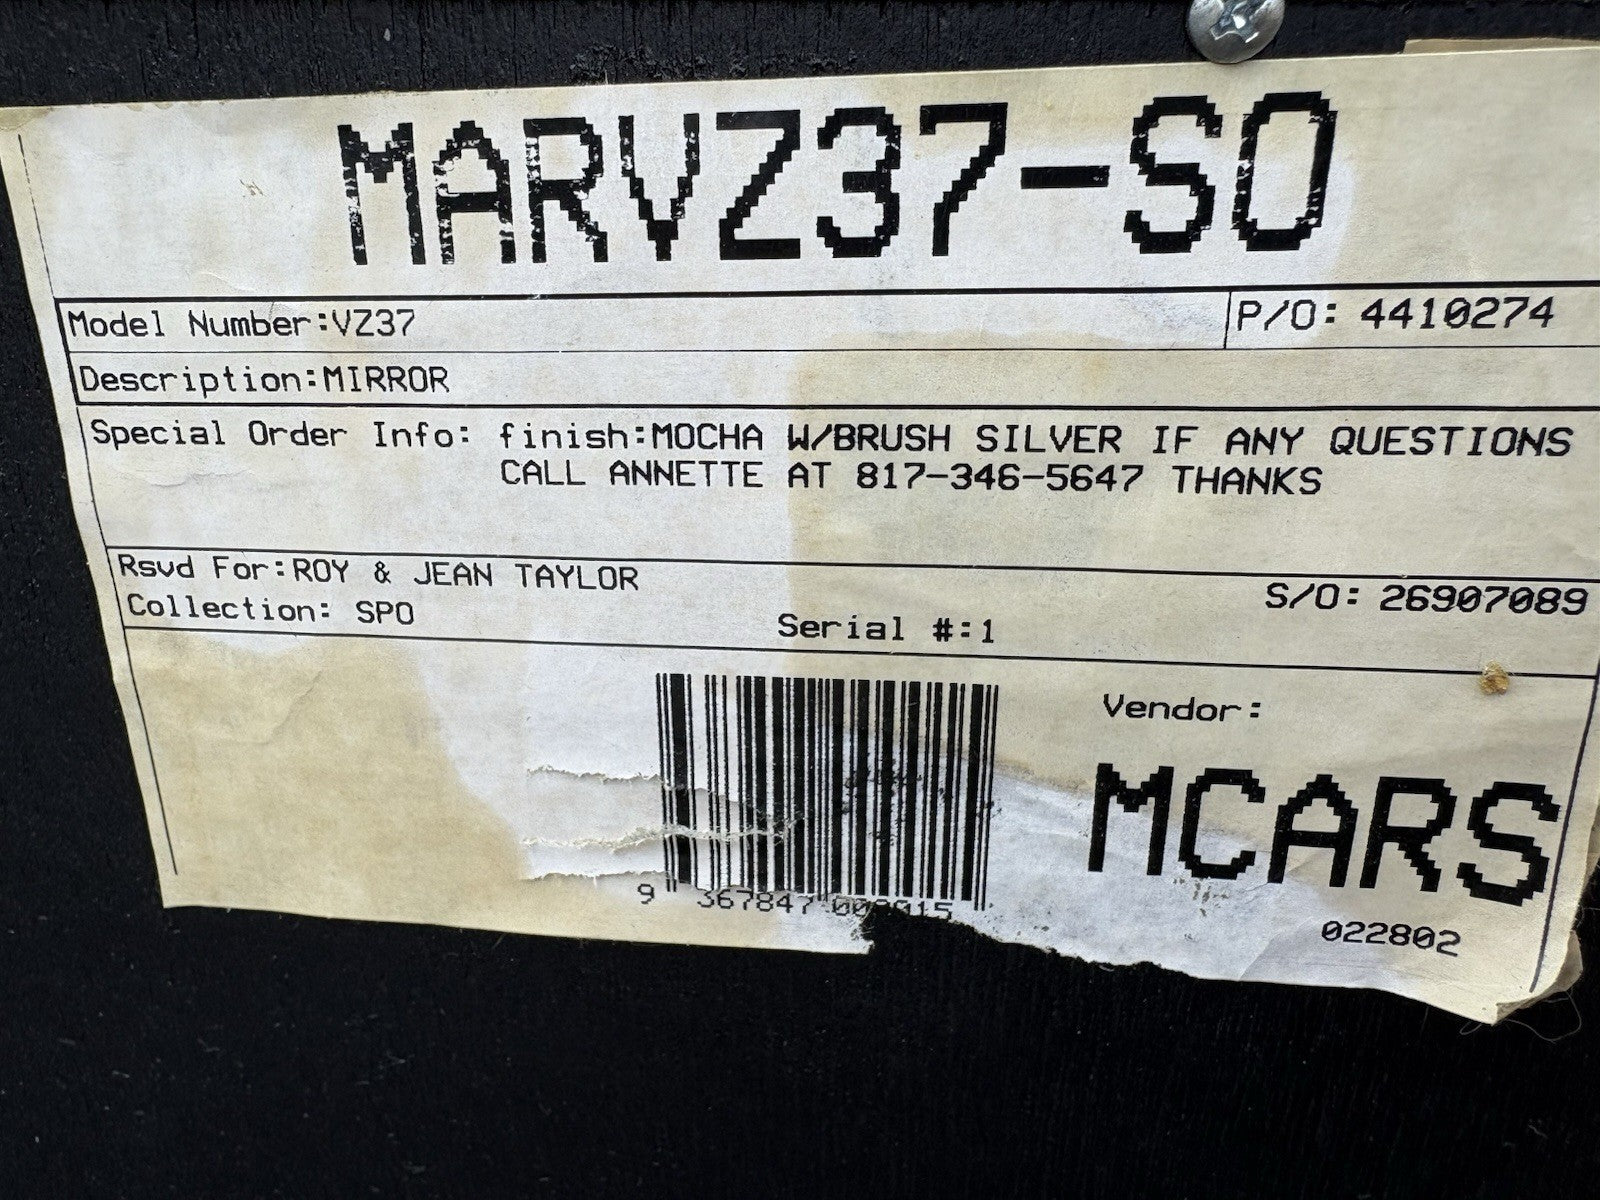 MARVZ37-SO
Model Number:VZ37 P/O: 4410274
Description:MIRROR
Special Order Info: finish:MOCHA W/BRUSH SILVER IF ANY QUESTIONS
CALL ANNETTE AT 817-346-5647 THANKS
Rsvd For:ROY & JEAN TAYLOR S/O: 26907089
Collection: SPO Serial #:1
Vendor:
MCARS
9 367847
022802